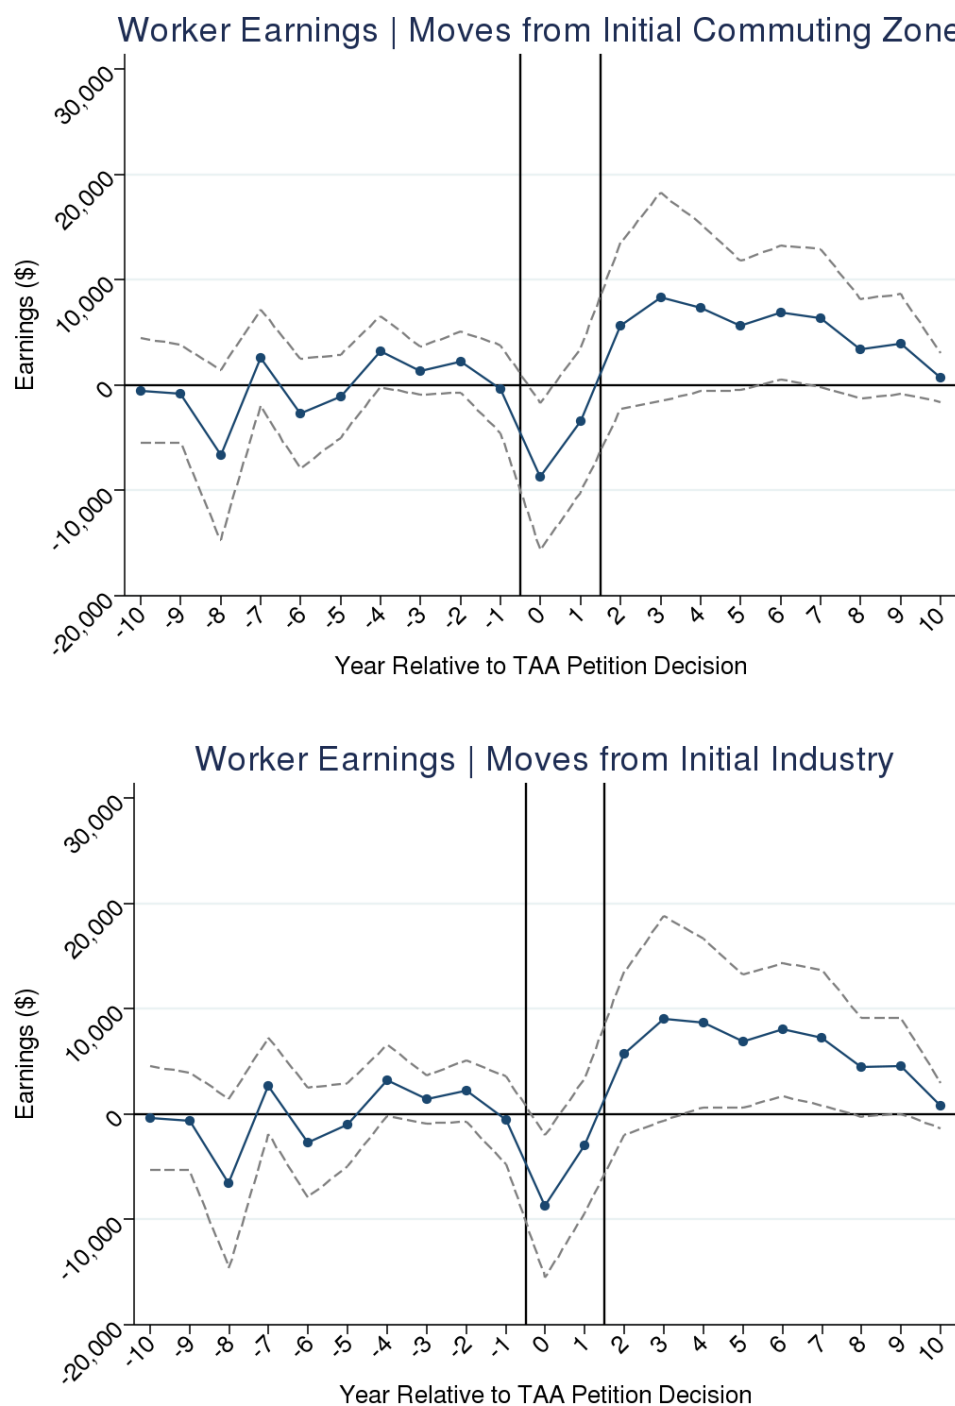 Worker Earnings | Moves from Initial Commuting Zone
30,000
20,000
10,000
0
-10,000
-20,000
Earnings ($)
-10 -9 -8 -7 -6 -5 -4 -3 -2 -1 0 1 2 3 4 5 6 7 8 9 10
Year Relative to TAA Petition Decision
Worker Earnings | Moves from Initial Industry
30,000
20,000
10,000
0
-10,000
-20,000
Earnings ($)
-10 -9 -8 -7 -6 -5 -4 -3 -2 -1 0 1 2 3 4 5 6 7 8 9 10
Year Relative to TAA Petition Decision